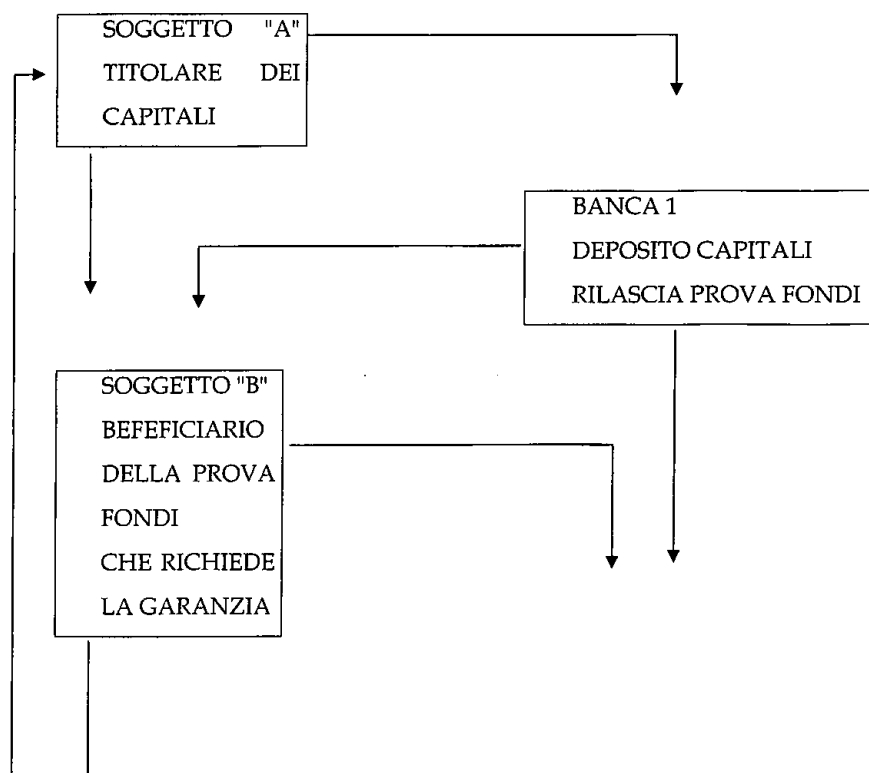 SOGGETTO "A"
TITOLARE DEI
CAPITALI
BANCA 1
DEPOSITO CAPITALI
RILASCIA PROVA FONDI
SOGGETTO "B"
BEFEFICIARIO
DELLA PROVA
FONDI
CHE RICHIEDE
LA GARANZIA